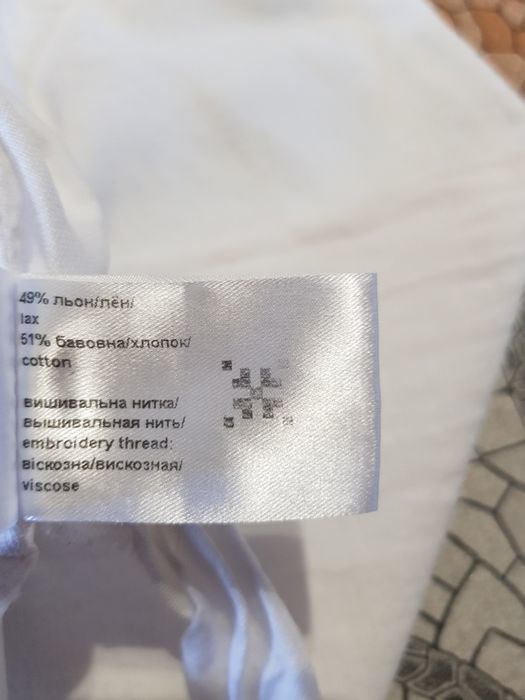 49% льон/лён/
lax
51% бавовна/хлопок/
cotton
вишивальна нитка/
вышивальная нить/
embroidery thread:
віскозна/вискозная/
viscose